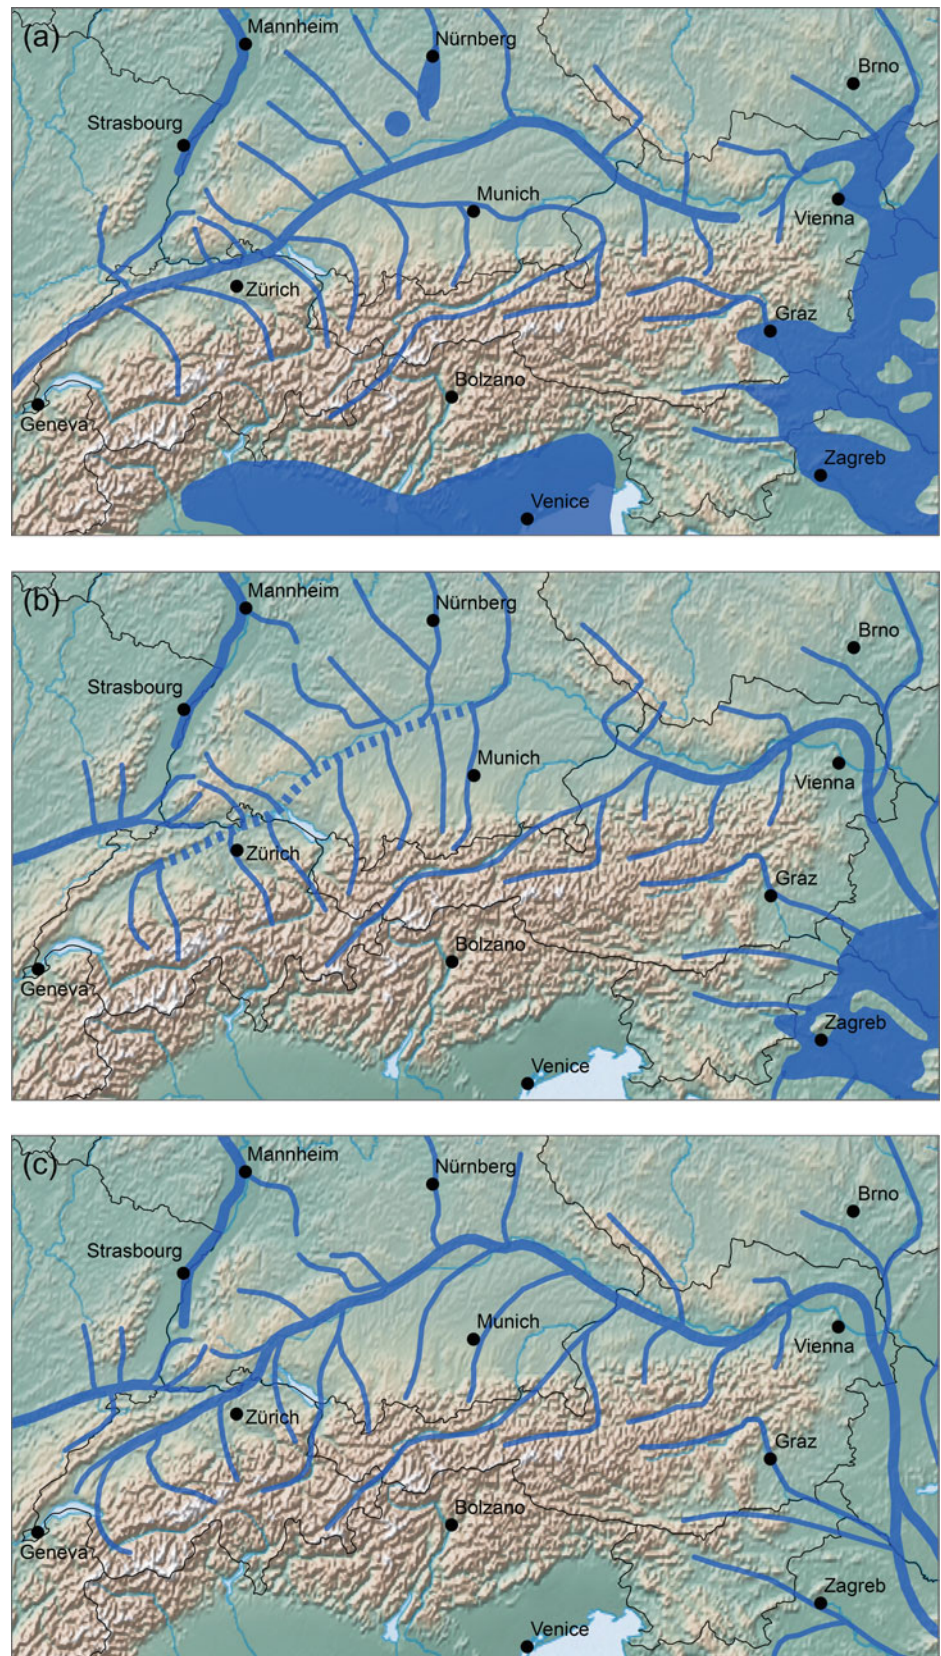 (a)
Mannheim
Nürnberg
Brno
Strasbourg
Munich
Vienna
Zürich
Graz
Bolzano
Geneva
Zagreb
Venice
(b)
Mannheim
Nürnberg
Brno
Strasbourg
Munich
Vienna
Zürich
Graz
Bolzano
Geneva
Zagreb
Venice
(c)
Mannheim
Nürnberg
Brno
Strasbourg
Munich
Vienna
Zürich
Graz
Bolzano
Geneva
Zagreb
Venice